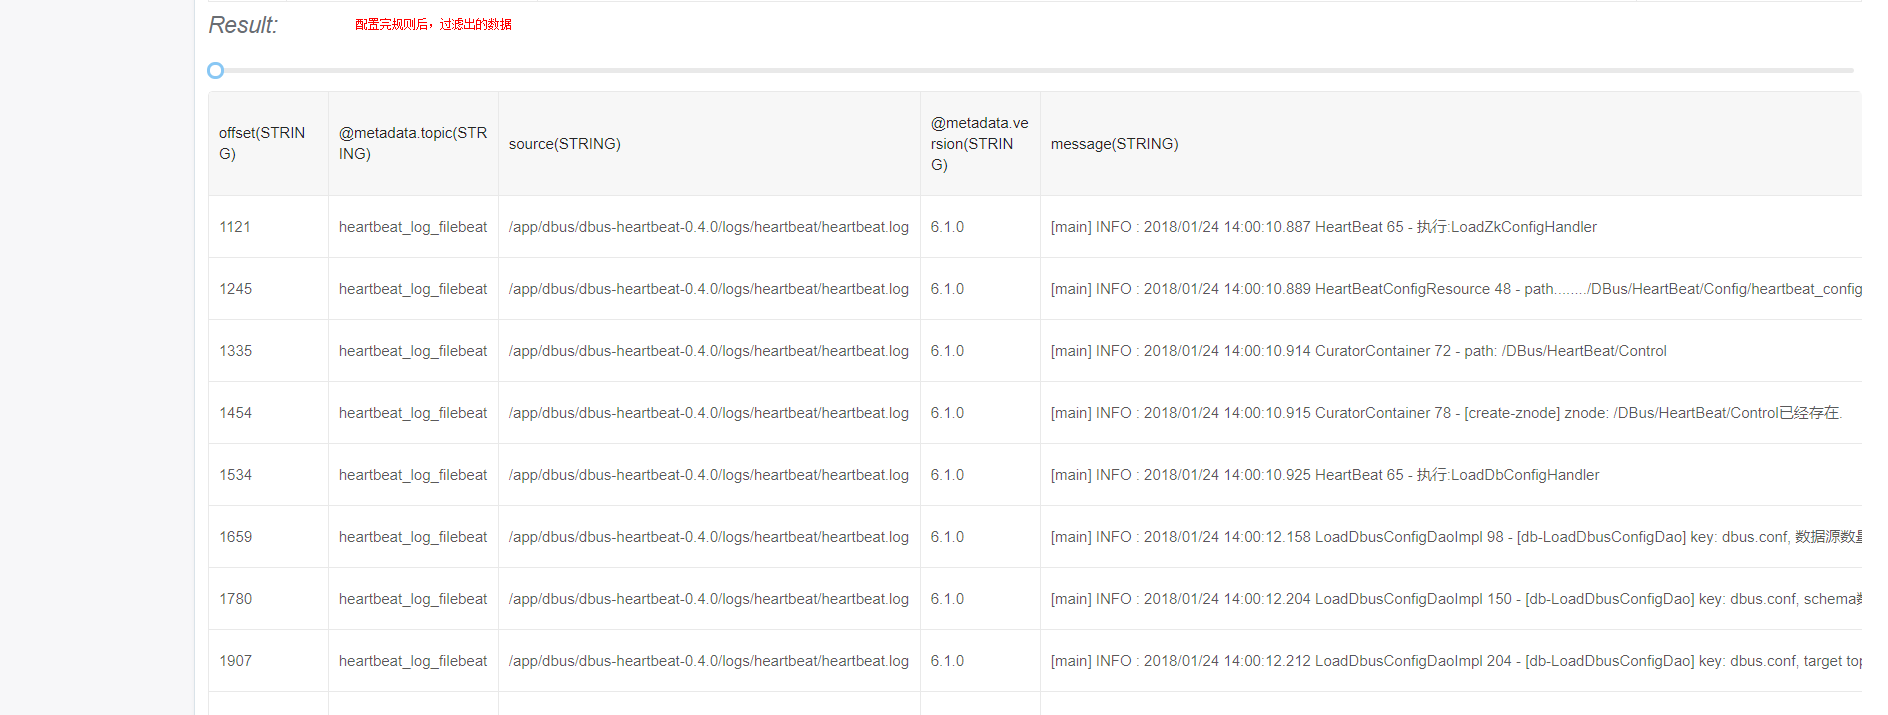 Result:
配置完规则后，过滤出的数据
offset(STRIN
G)
@metadata.topic(STR
ING)
source(STRING)
@metadata.ve
rsion(STRIN
G)
message(STRING)
1121 heartbeat_log_filebeat /app/dbus/dbus-heartbeat-0.4.0/logs/heartbeat/heartbeat.log 6.1.0 [main] INFO : 2018/01/24 14:00:10.887 HeartBeat 65 - 执行:LoadZkConfigHandler
1245 heartbeat_log_filebeat /app/dbus/dbus-heartbeat-0.4.0/logs/heartbeat/heartbeat.log 6.1.0 [main] INFO : 2018/01/24 14:00:10.889 HeartBeatConfigResource 48 - path......../DBus/HeartBeat/Config/heartbeat_config
1335 heartbeat_log_filebeat /app/dbus/dbus-heartbeat-0.4.0/logs/heartbeat/heartbeat.log 6.1.0 [main] INFO : 2018/01/24 14:00:10.914 CuratorContainer 72 - path: /DBus/HeartBeat/Control
1454 heartbeat_log_filebeat /app/dbus/dbus-heartbeat-0.4.0/logs/heartbeat/heartbeat.log 6.1.0 [main] INFO : 2018/01/24 14:00:10.915 CuratorContainer 78 - [create-znode] znode: /DBus/HeartBeat/Control已经存在.
1534 heartbeat_log_filebeat /app/dbus/dbus-heartbeat-0.4.0/logs/heartbeat/heartbeat.log 6.1.0 [main] INFO : 2018/01/24 14:00:10.925 HeartBeat 65 - 执行:LoadDbConfigHandler
1659 heartbeat_log_filebeat /app/dbus/dbus-heartbeat-0.4.0/logs/heartbeat/heartbeat.log 6.1.0 [main] INFO : 2018/01/24 14:00:12.158 LoadDbusConfigDaoImpl 98 - [db-LoadDbusConfigDao] key: dbus.conf, 数据源数量
1780 heartbeat_log_filebeat /app/dbus/dbus-heartbeat-0.4.0/logs/heartbeat/heartbeat.log 6.1.0 [main] INFO : 2018/01/24 14:00:12.204 LoadDbusConfigDaoImpl 150 - [db-LoadDbusConfigDao] key: dbus.conf, schema
1907 heartbeat_log_filebeat /app/dbus/dbus-heartbeat-0.4.0/logs/heartbeat/heartbeat.log 6.1.0 [main] INFO : 2018/01/24 14:00:12.212 LoadDbusConfigDaoImpl 204 - [db-LoadDbusConfigDao] key: dbus.conf, target